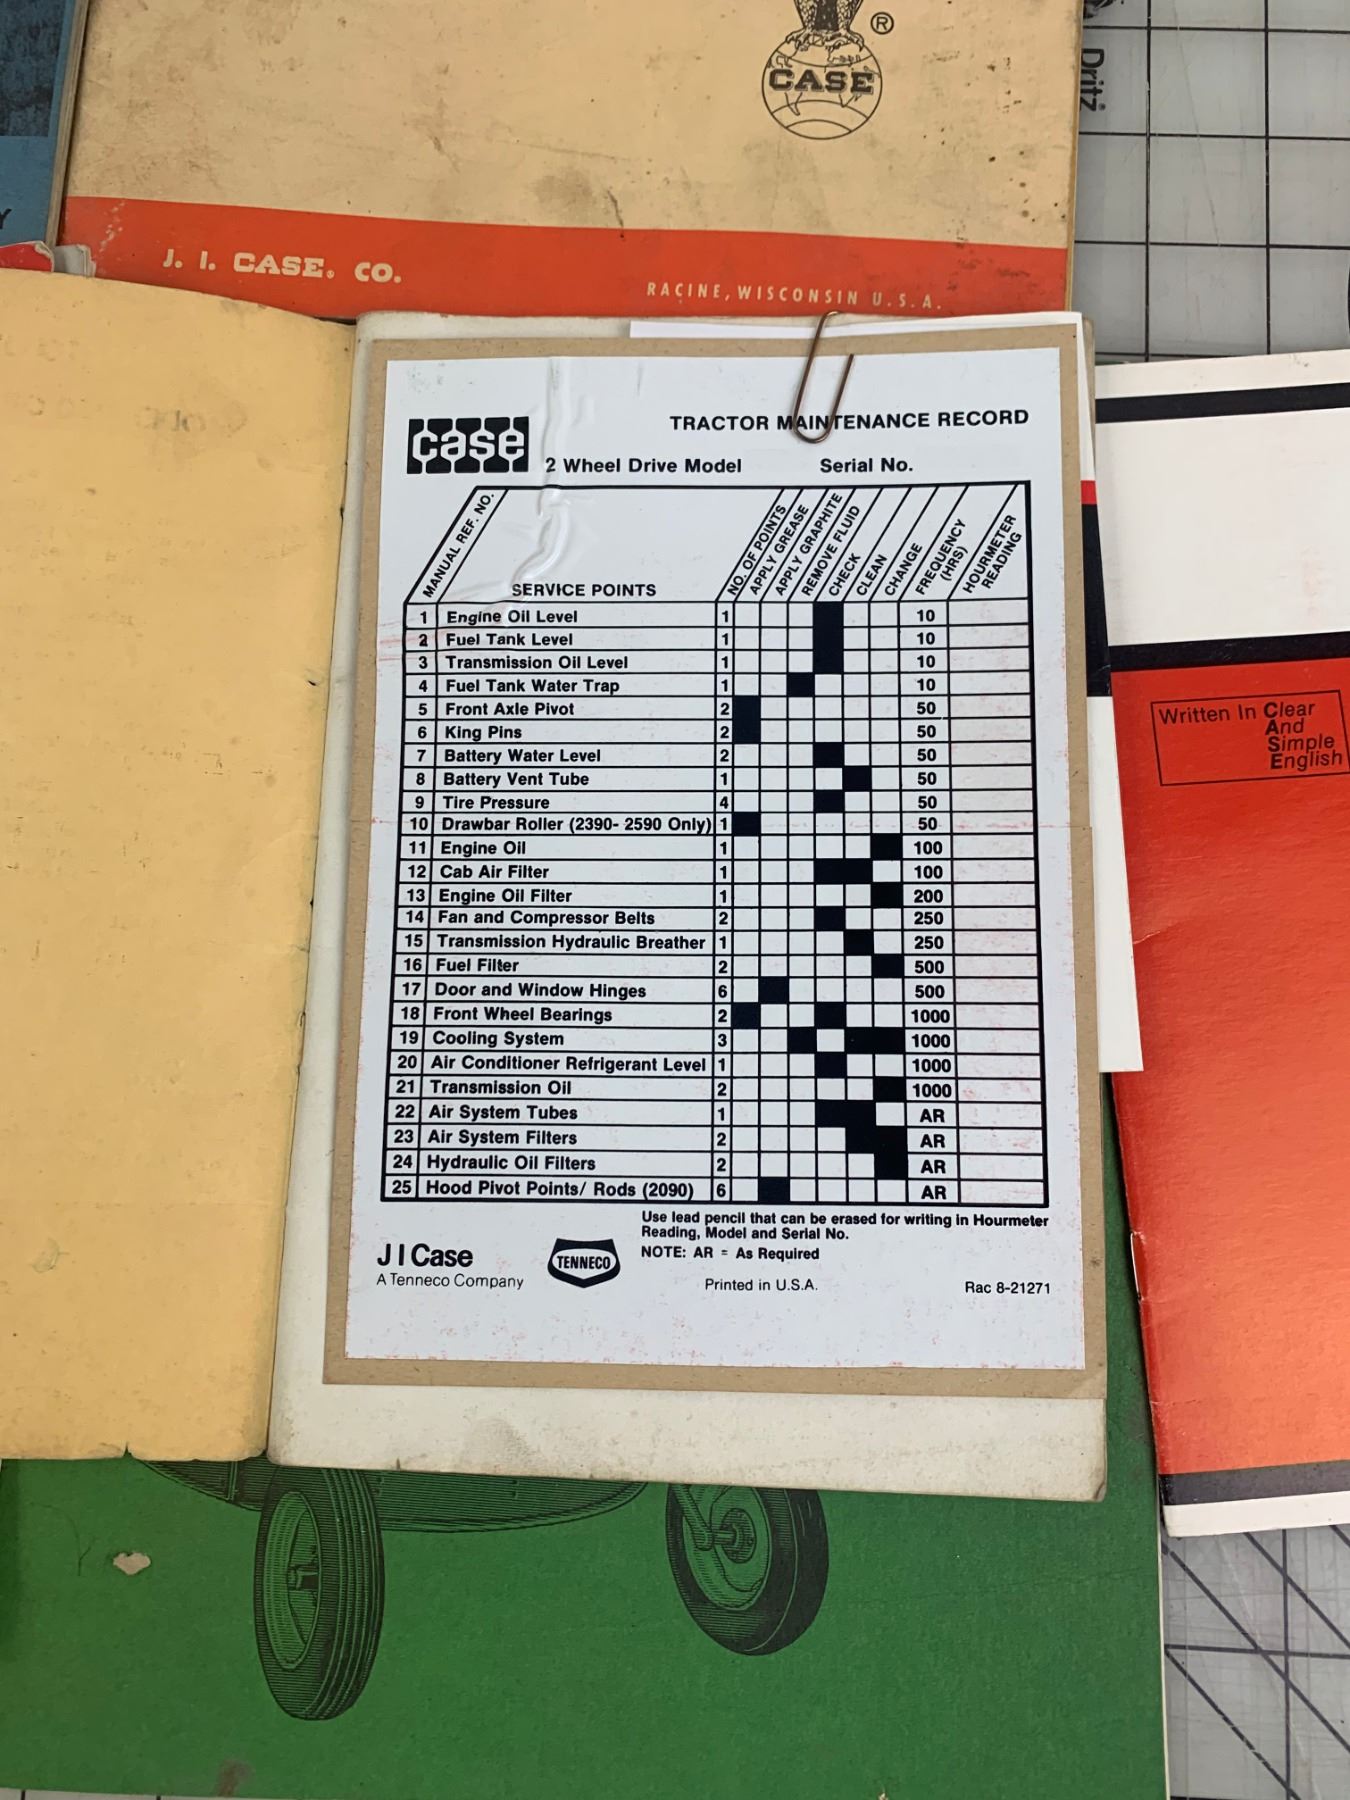 Dritz
®
CASE
Y
J. I. CASE. CO.
RACINE, WISCONSIN U.S.A.
case
TRACTOR MAINTENANCE RECORD
2 Wheel Drive Model Serial No.
MANUAL REF. NO. SERVICE POINTS NO. OF POINTS APPLY GREASE APPLY GRAPHITE REMOVE FLUID CHECK CLEAN CHANGE FREQUENCY (HRS) HOURMETER READING
1 Engine Oil Level 1 10
2 Fuel Tank Level 1 10
3 Transmission Oil Level 1 10
4 Fuel Tank Water Trap 1 10
5 Front Axle Pivot 2 50
6 King Pins 2 50
7 Battery Water Level 2 50
8 Battery Vent Tube 1 50
9 Tire Pressure 4 50
10 Drawbar Roller (2390- 2590 Only) 1 50
11 Engine Oil 1 100
12 Cab Air Filter 1 100
13 Engine Oil Filter 1 200
14 Fan and Compressor Belts 2 250
15 Transmission Hydraulic Breather 1 250
16 Fuel Filter 2 500
17 Door and Window Hinges 6 500
18 Front Wheel Bearings 2 1000
19 Cooling System 3 1000
20 Air Conditioner Refrigerant Level 1 1000
21 Transmission Oil 2 1000
22 Air System Tubes 1 AR
23 Air System Filters 2 AR
24 Hydraulic Oil Filters 2 AR
25 Hood Pivot Points/ Rods (2090) 6 AR
Use lead pencil that can be erased for writing in Hourmeter
Reading, Model and Serial No.
NOTE: AR = As Required
J I Case
A Tenneco Company
TENNECO
Printed in U.S.A.
Rac 8-21271
Written In Clear
And
Simple
English